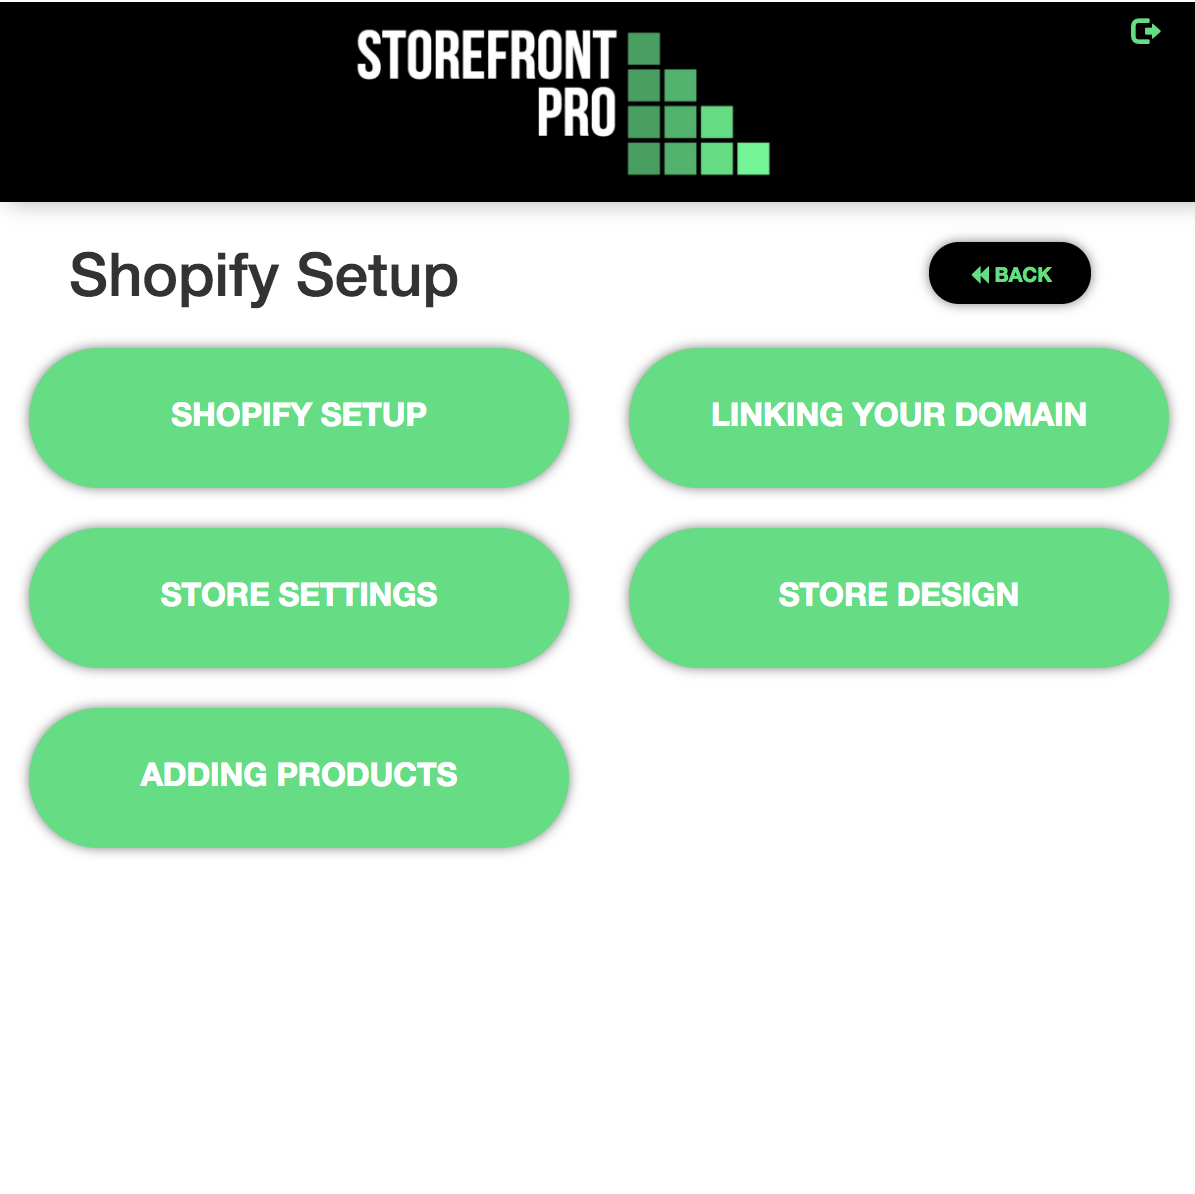 STOREFRONT
PRO
Shopify Setup
BACK
SHOPIFY SETUP
LINKING YOUR DOMAIN
STORE SETTINGS
STORE DESIGN
ADDING PRODUCTS